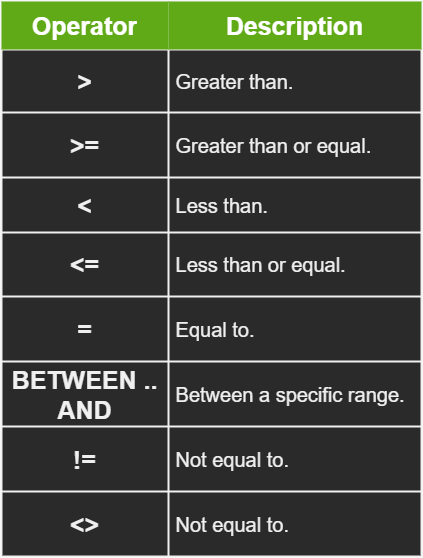 Operator Description
> Greater than.
>= Greater than or equal.
< Less than.
<= Less than or equal.
= Equal to.
BETWEEN ..
AND Between a specific range.
!= Not equal to.
<> Not equal to.